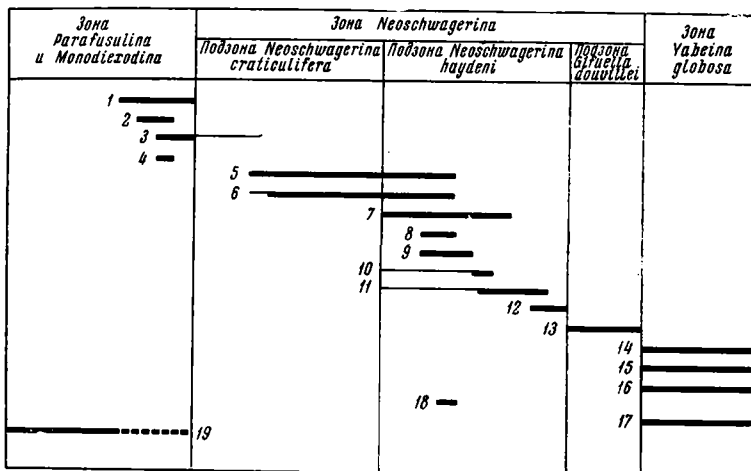 Зона
Parafusulina
и Monodiexodina
Зона Neoschwagerina
Подзона Neoschwagerina
craticulifera
Подзона Neoschwagerina
haydeni
Подзона
Gifuella
douvillei
Зона
Yabeina
globosa
1
2
3
4
5
6
7
8
9
10
11
12
13
14
15
16
18
17
19